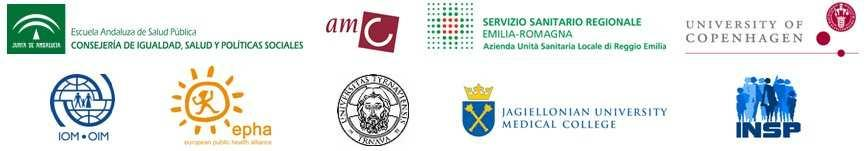 Escuela Andaluza de Salud Pública
JUNTA DE ANDALUCIA
CONSEJERÍA DE IGUALDAD, SALUD Y POLÍTICAS SOCIALES
amC
SERVIZIO SANITARIO REGIONALE
EMILIA-ROMAGNA
Azienda Unità Sanitaria Locale di Reggio Emilia
UNIVERSITY OF
COPENHAGEN
IOM • OIM
epha
european public health alliance
UNIVERSITAS TYRNAVIENSIS
TRNAVA
JAGIELLONIAN UNIVERSITY
MEDICAL COLLEGE
INSP